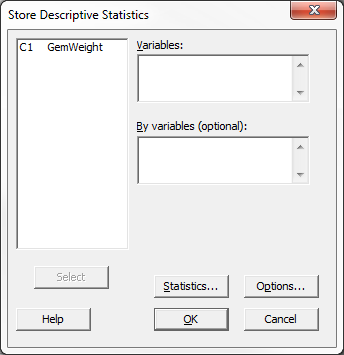 Store Descriptive Statistics
C1 GemWeight
Variables:
By variables (optional):
Select
Statistics...
Options...
Help
OK
Cancel